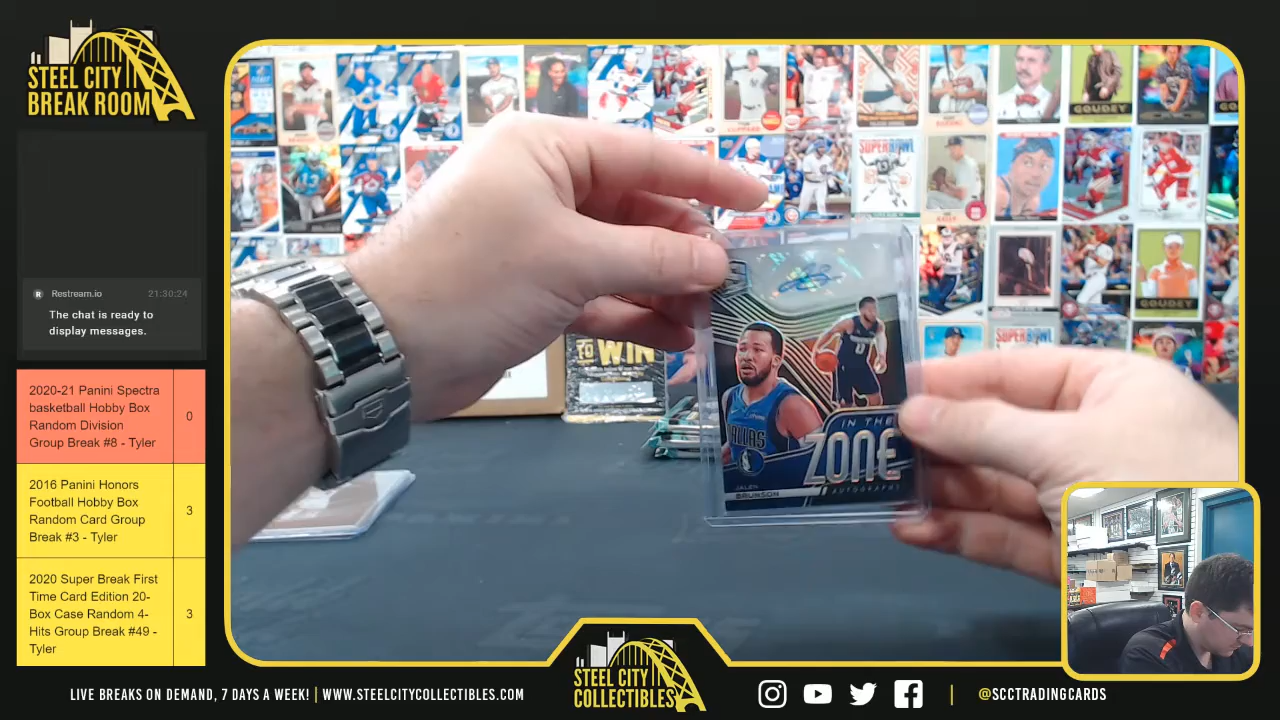 STEEL CITY
BREAK ROOM
Restream.io 21:30:24
The chat is ready to
display messages.
2020-21 Panini Spectra
basketball Hobby Box
Random Division
Group Break #8 - Tyler
0
2016 Panini Honors
Football Hobby Box
Random Card Group
Break #3 - Tyler
3
2020 Super Break First
Time Card Edition 20-
Box Case Random 4-
Hits Group Break #49 -
Tyler
3
GOUDEY
SUPER BOWL
GOUDEY
TO
WIN
DALLAS
IN THE
ZONE
AUTOGRAPHS
JALEN
BRUNSON
STEEL CITY
COLLECTIBLES
LIVE BREAKS ON DEMAND, 7 DAYS A WEEK! | WWW.STEELCITYCOLLECTIBLES.COM
@SCCTRADINGCARDS